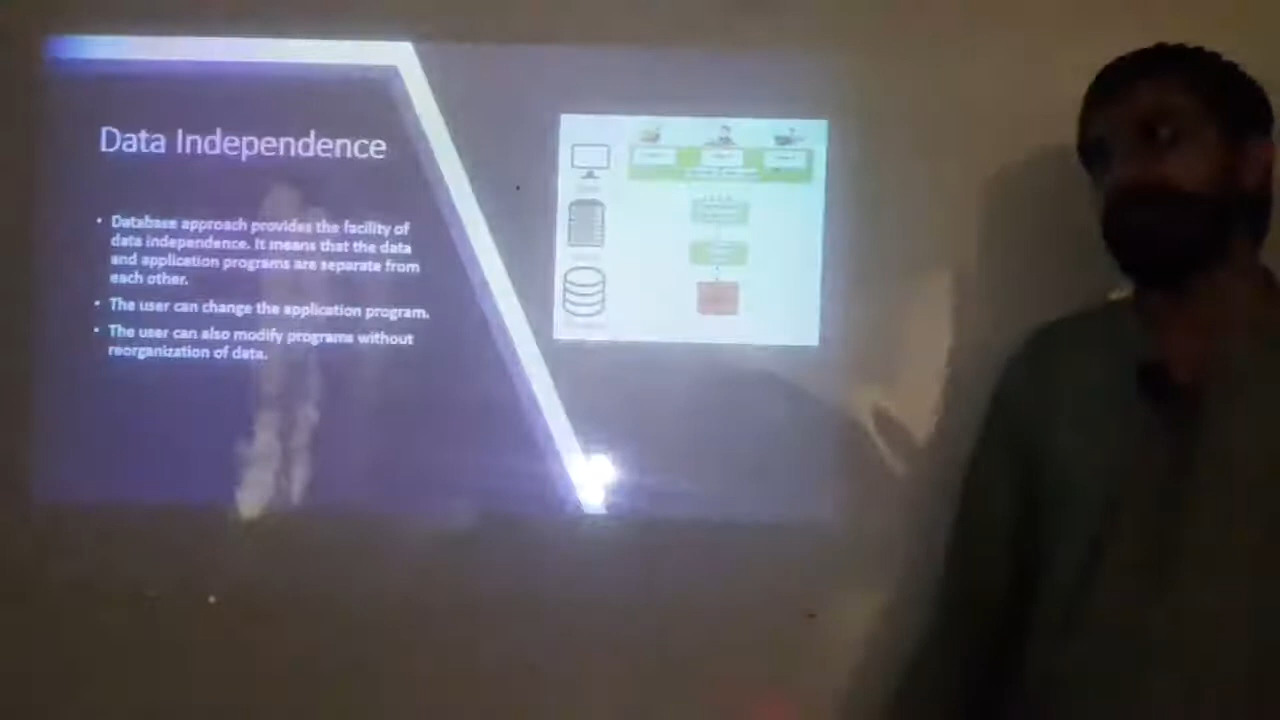 Data Independence
• Database approach provides the facility of
data independence. It means that the data
and application programs are separate from
each other.
• The user can change the application program.
• The user can also modify programs without
reorganization of data.